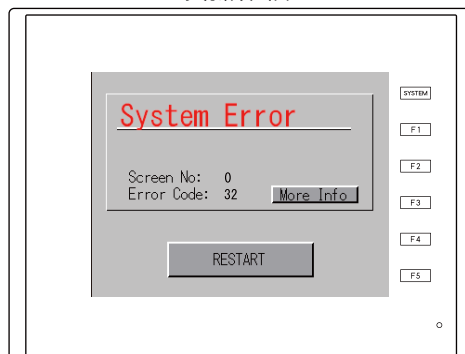 System Error
Screen No: 0
Error Code: 32
More Info
RESTART
SYSTEM
F1
F2
F3
F4
F5